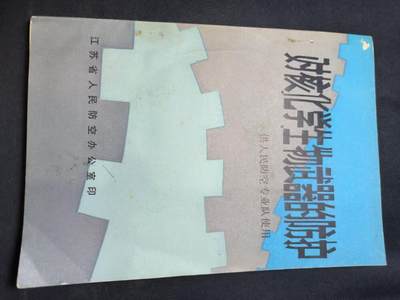 对核化学生物武器的防护
供人民防空专业队使用
江苏省人民防空办公室印